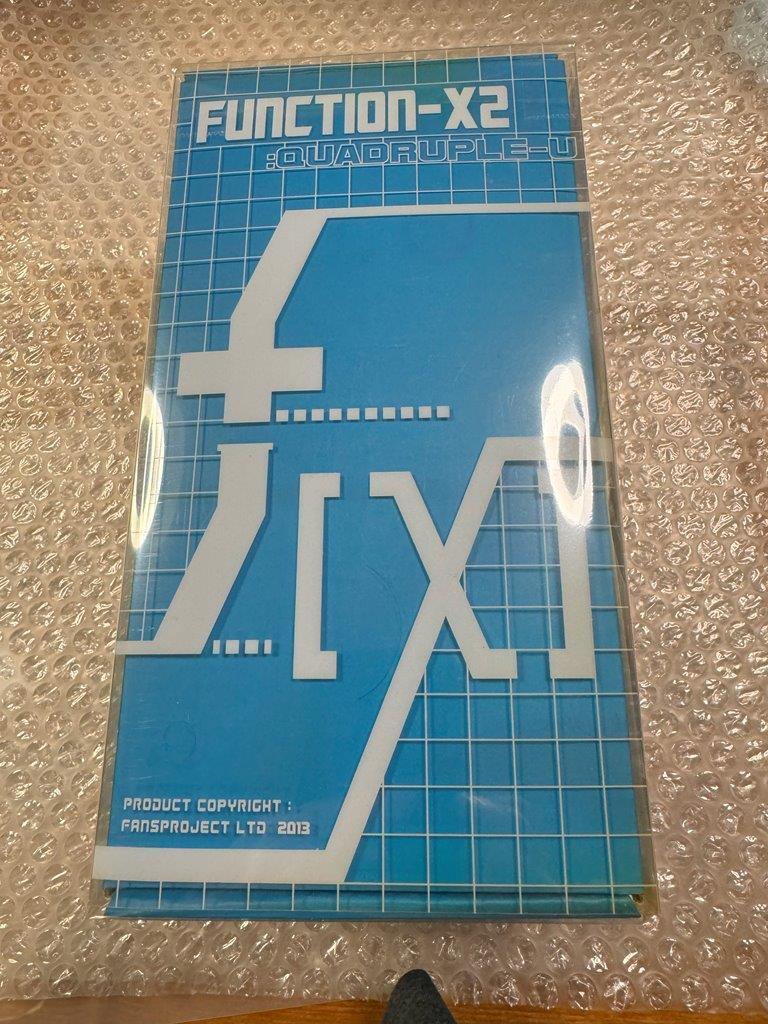 FUNCTION-X2
:QUADRUPLE-U
f[x]
PRODUCT COPYRIGHT :
FANSPROJECT LTD 2013